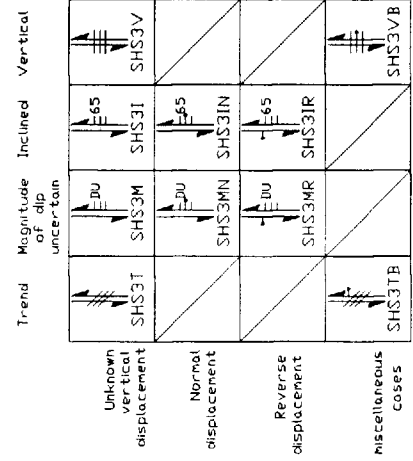 Trend
Magnitude
of dip
uncertain
Inclined
Vertical
Unknown
vertical
displacement
SHS3T
DU
SHS3M
65
SHS3I
SHS3V
Normal
displacement
DU
SHS3MN
65
SHS3IN
Reverse
displacement
DU
SHS3MR
65
SHS3IR
miscellaneous
cases
SHS3TB
SHS3VB